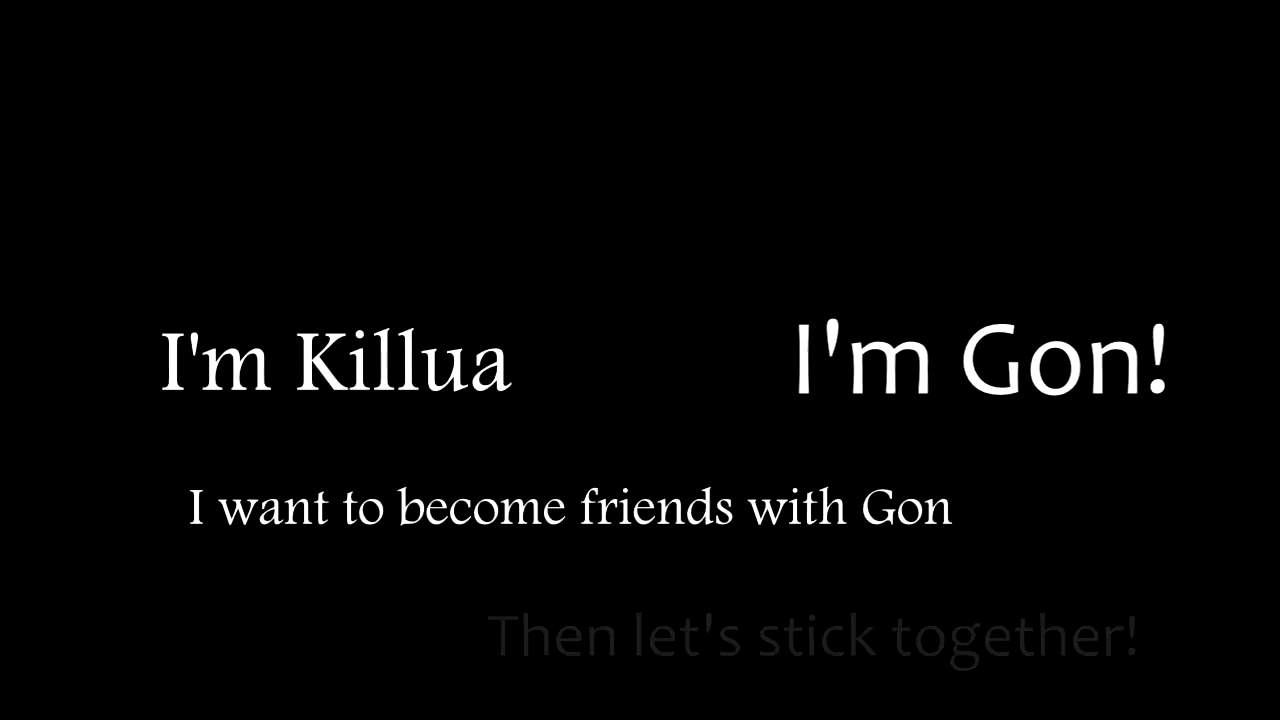 I'm Killua
I'm Gon!
I want to become friends with Gon
Then let's stick together!